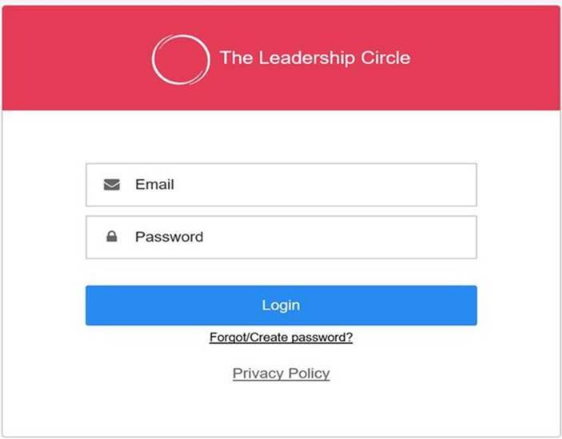 The Leadership Circle
Email
Password
Login
Forgot/Create password?
Privacy Policy